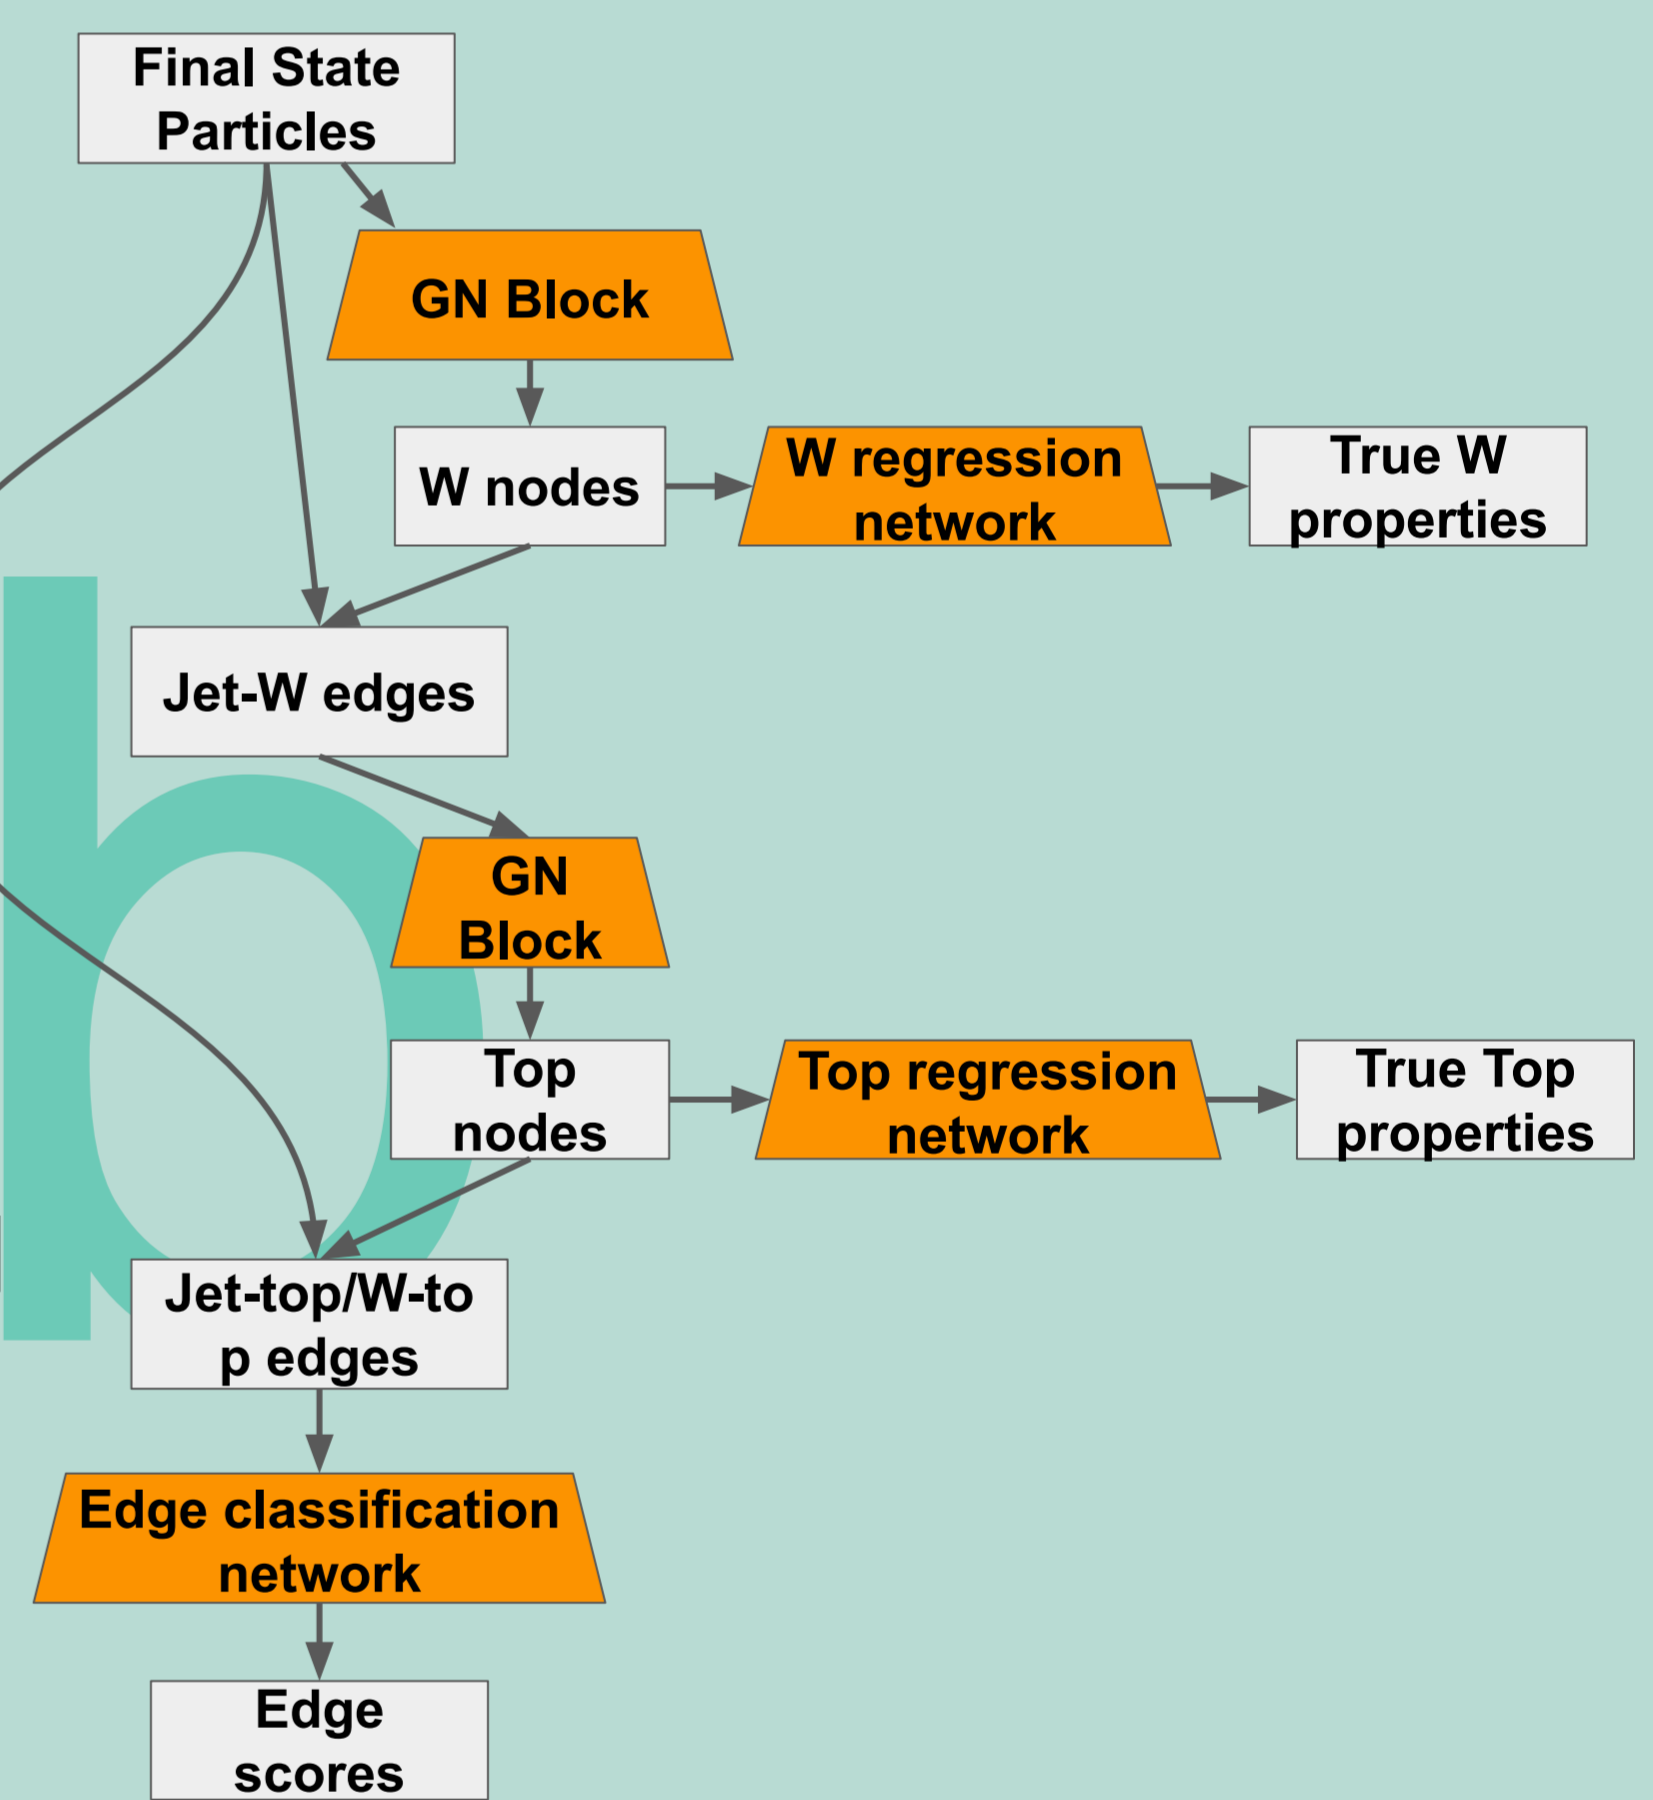 Final State
Particles
GN Block
W nodes
W regression
network
True W
properties
Jet-W edges
GN
Block
Top
nodes
Top regression
network
True Top
properties
Jet-top/W-to
p edges
Edge classification
network
Edge
scores
b